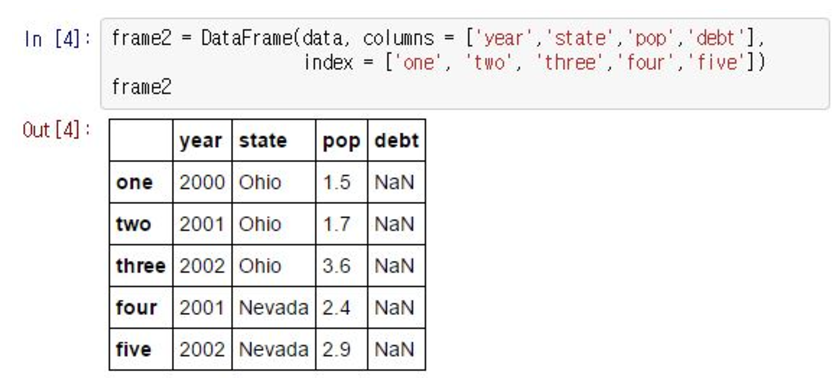 In [4]: frame2 = DataFrame(data, columns = ['year','state','pop','debt'],
index = ['one', 'two', 'three','four','five'])
frame2
Out[4]:
year state pop debt
one 2000 Ohio 1.5 NaN
two 2001 Ohio 1.7 NaN
three 2002 Ohio 3.6 NaN
four 2001 Nevada 2.4 NaN
five 2002 Nevada 2.9 NaN